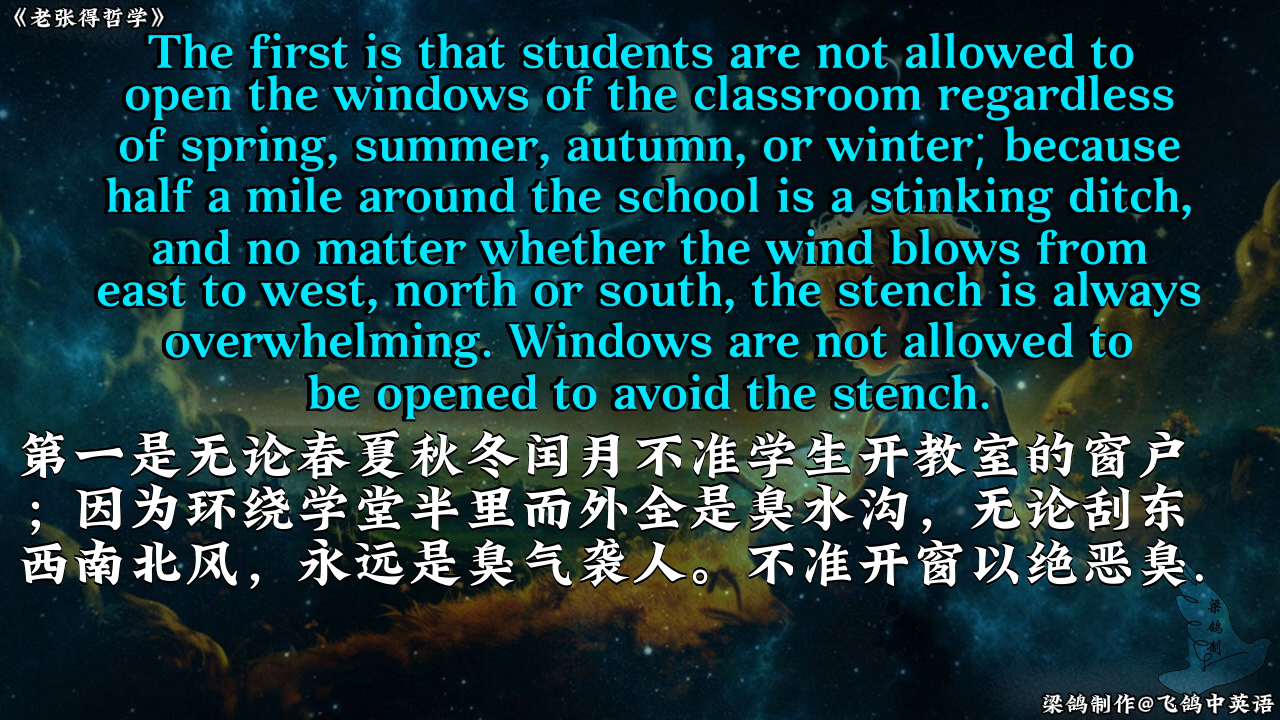 《老张得哲学》
The first is that students are not allowed to
open the windows of the classroom regardless
of spring, summer, autumn, or winter; because
half a mile around the school is a stinking ditch,
and no matter whether the wind blows from
east to west, north or south, the stench is always
overwhelming. Windows are not allowed to
be opened to avoid the stench.
第一是无论春夏秋冬闰月不准学生开教室的窗户
；因为环绕学堂半里而外全是臭水沟，无论刮东
西南北风，永远是臭气袭人。不准开窗以绝恶臭.
梁鸽制
梁鸽制作@飞鸽中英语